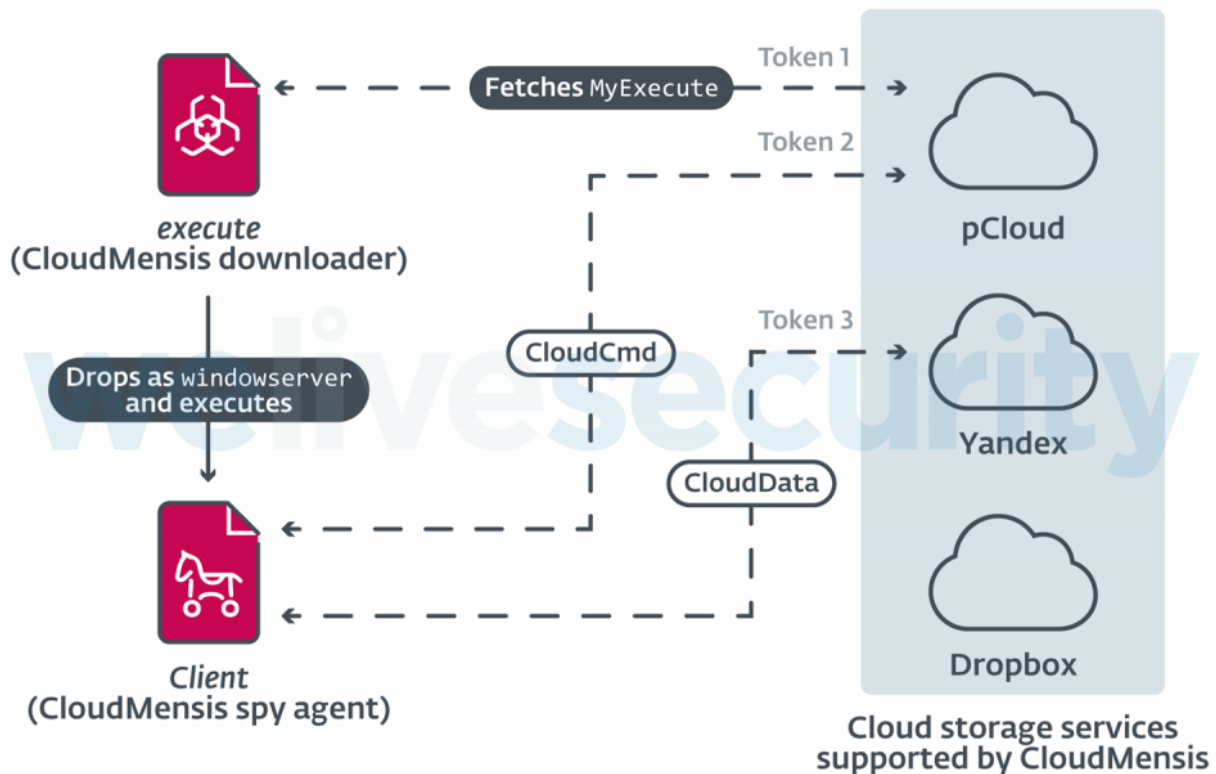 Token 1
Fetches MyExecute
Token 2
execute
(CloudMensis downloader)
pCloud
Token 3
CloudCmd
Drops as windowserver
and executes
welivesecurity
Yandex
CloudData
Client
(CloudMensis spy agent)
Dropbox
Cloud storage services
supported by CloudMensis